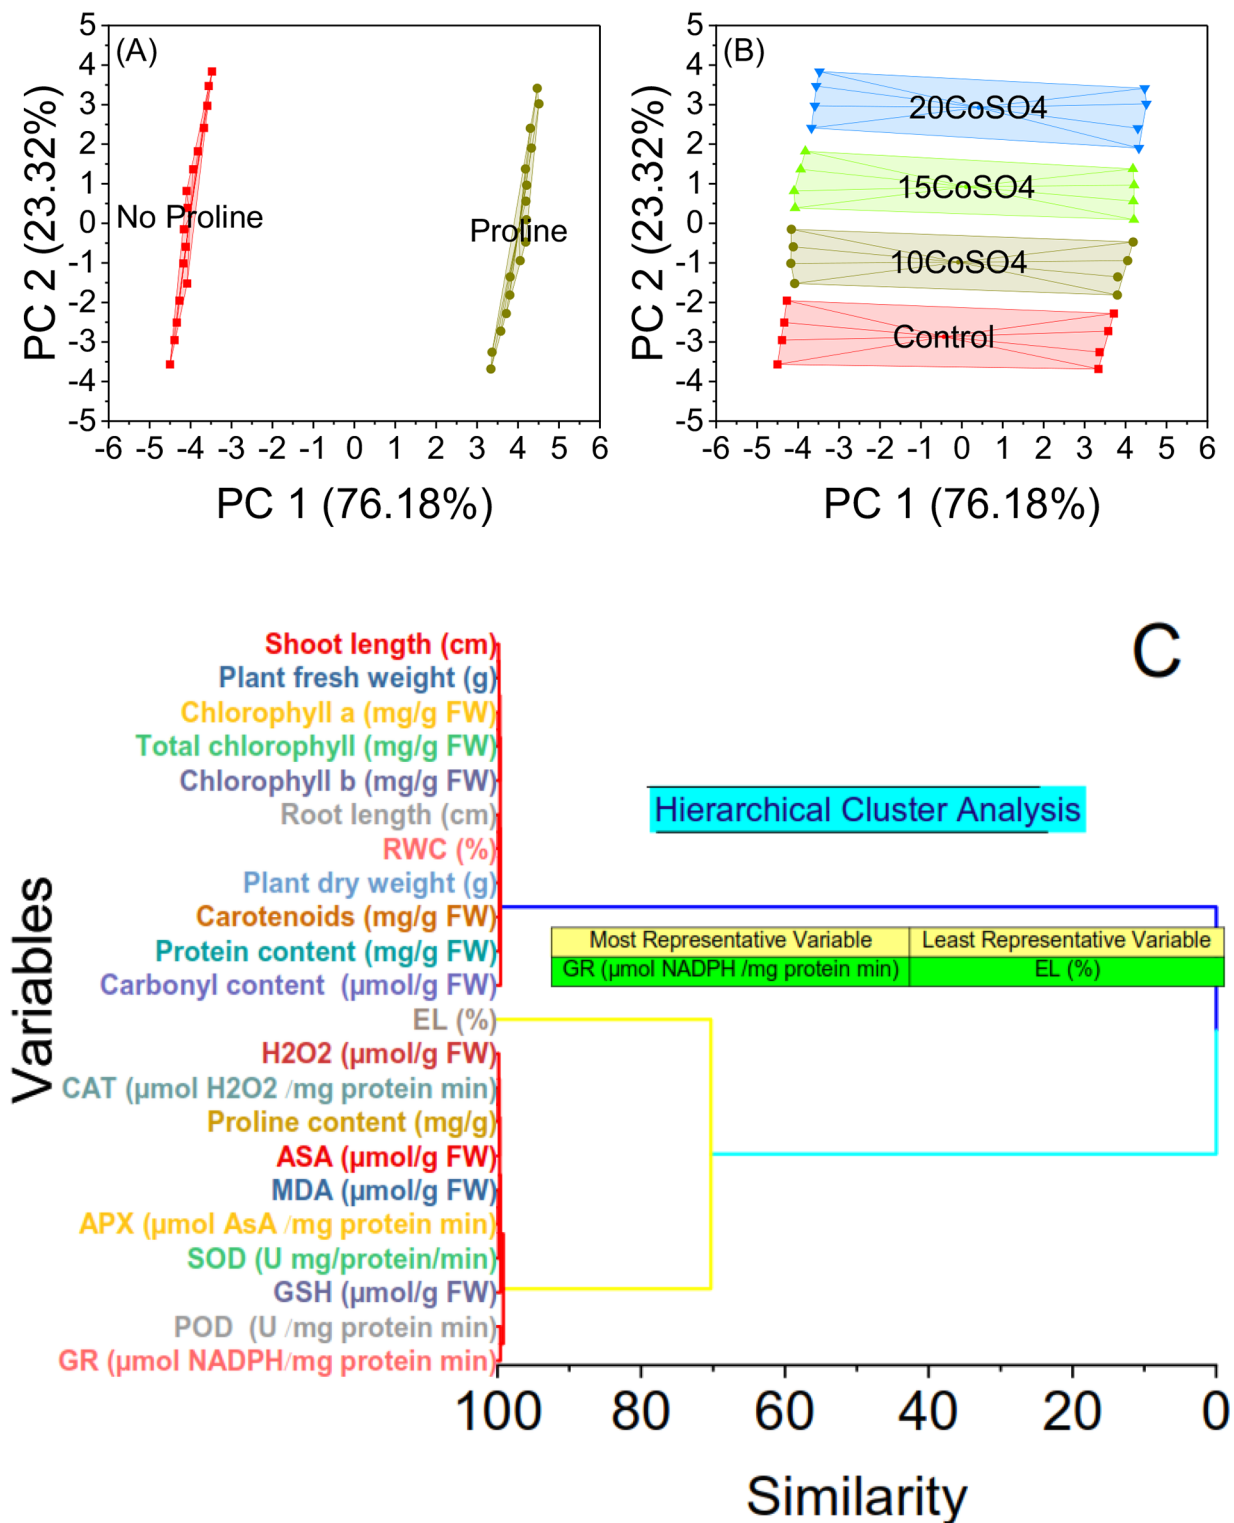 (A)
5
4
3
2
1
0
-1
-2
-3
-4
-5
PC 2 (23.32%)
No Proline
Proline
-6 -5 -4 -3 -2 -1 0 1 2 3 4 5 6
PC 1 (76.18%)
(B)
5
4
3
2
1
0
-1
-2
-3
-4
-5
PC 2 (23.32%)
20CoSO4
15CoSO4
10CoSO4
Control
-6 -5 -4 -3 -2 -1 0 1 2 3 4 5 6
PC 1 (76.18%)
C
Variables
Shoot length (cm)
Plant fresh weight (g)
Chlorophyll a (mg/g FW)
Total chlorophyll (mg/g FW)
Chlorophyll b (mg/g FW)
Root length (cm)
RWC (%)
Plant dry weight (g)
Carotenoids (mg/g FW)
Protein content (mg/g FW)
Carbonyl content (µmol/g FW)
EL (%)
H2O2 (µmol/g FW)
CAT (µmol H2O2 /mg protein min)
Proline content (mg/g)
ASA (µmol/g FW)
MDA (µmol/g FW)
APX (µmol AsA /mg protein min)
SOD (U mg/protein/min)
GSH (µmol/g FW)
POD (U /mg protein min)
GR (µmol NADPH/mg protein min)
Hierarchical Cluster Analysis
Most Representative Variable Least Representative Variable
GR (µmol NADPH /mg protein min) EL (%)
100 80 60 40 20 0
Similarity